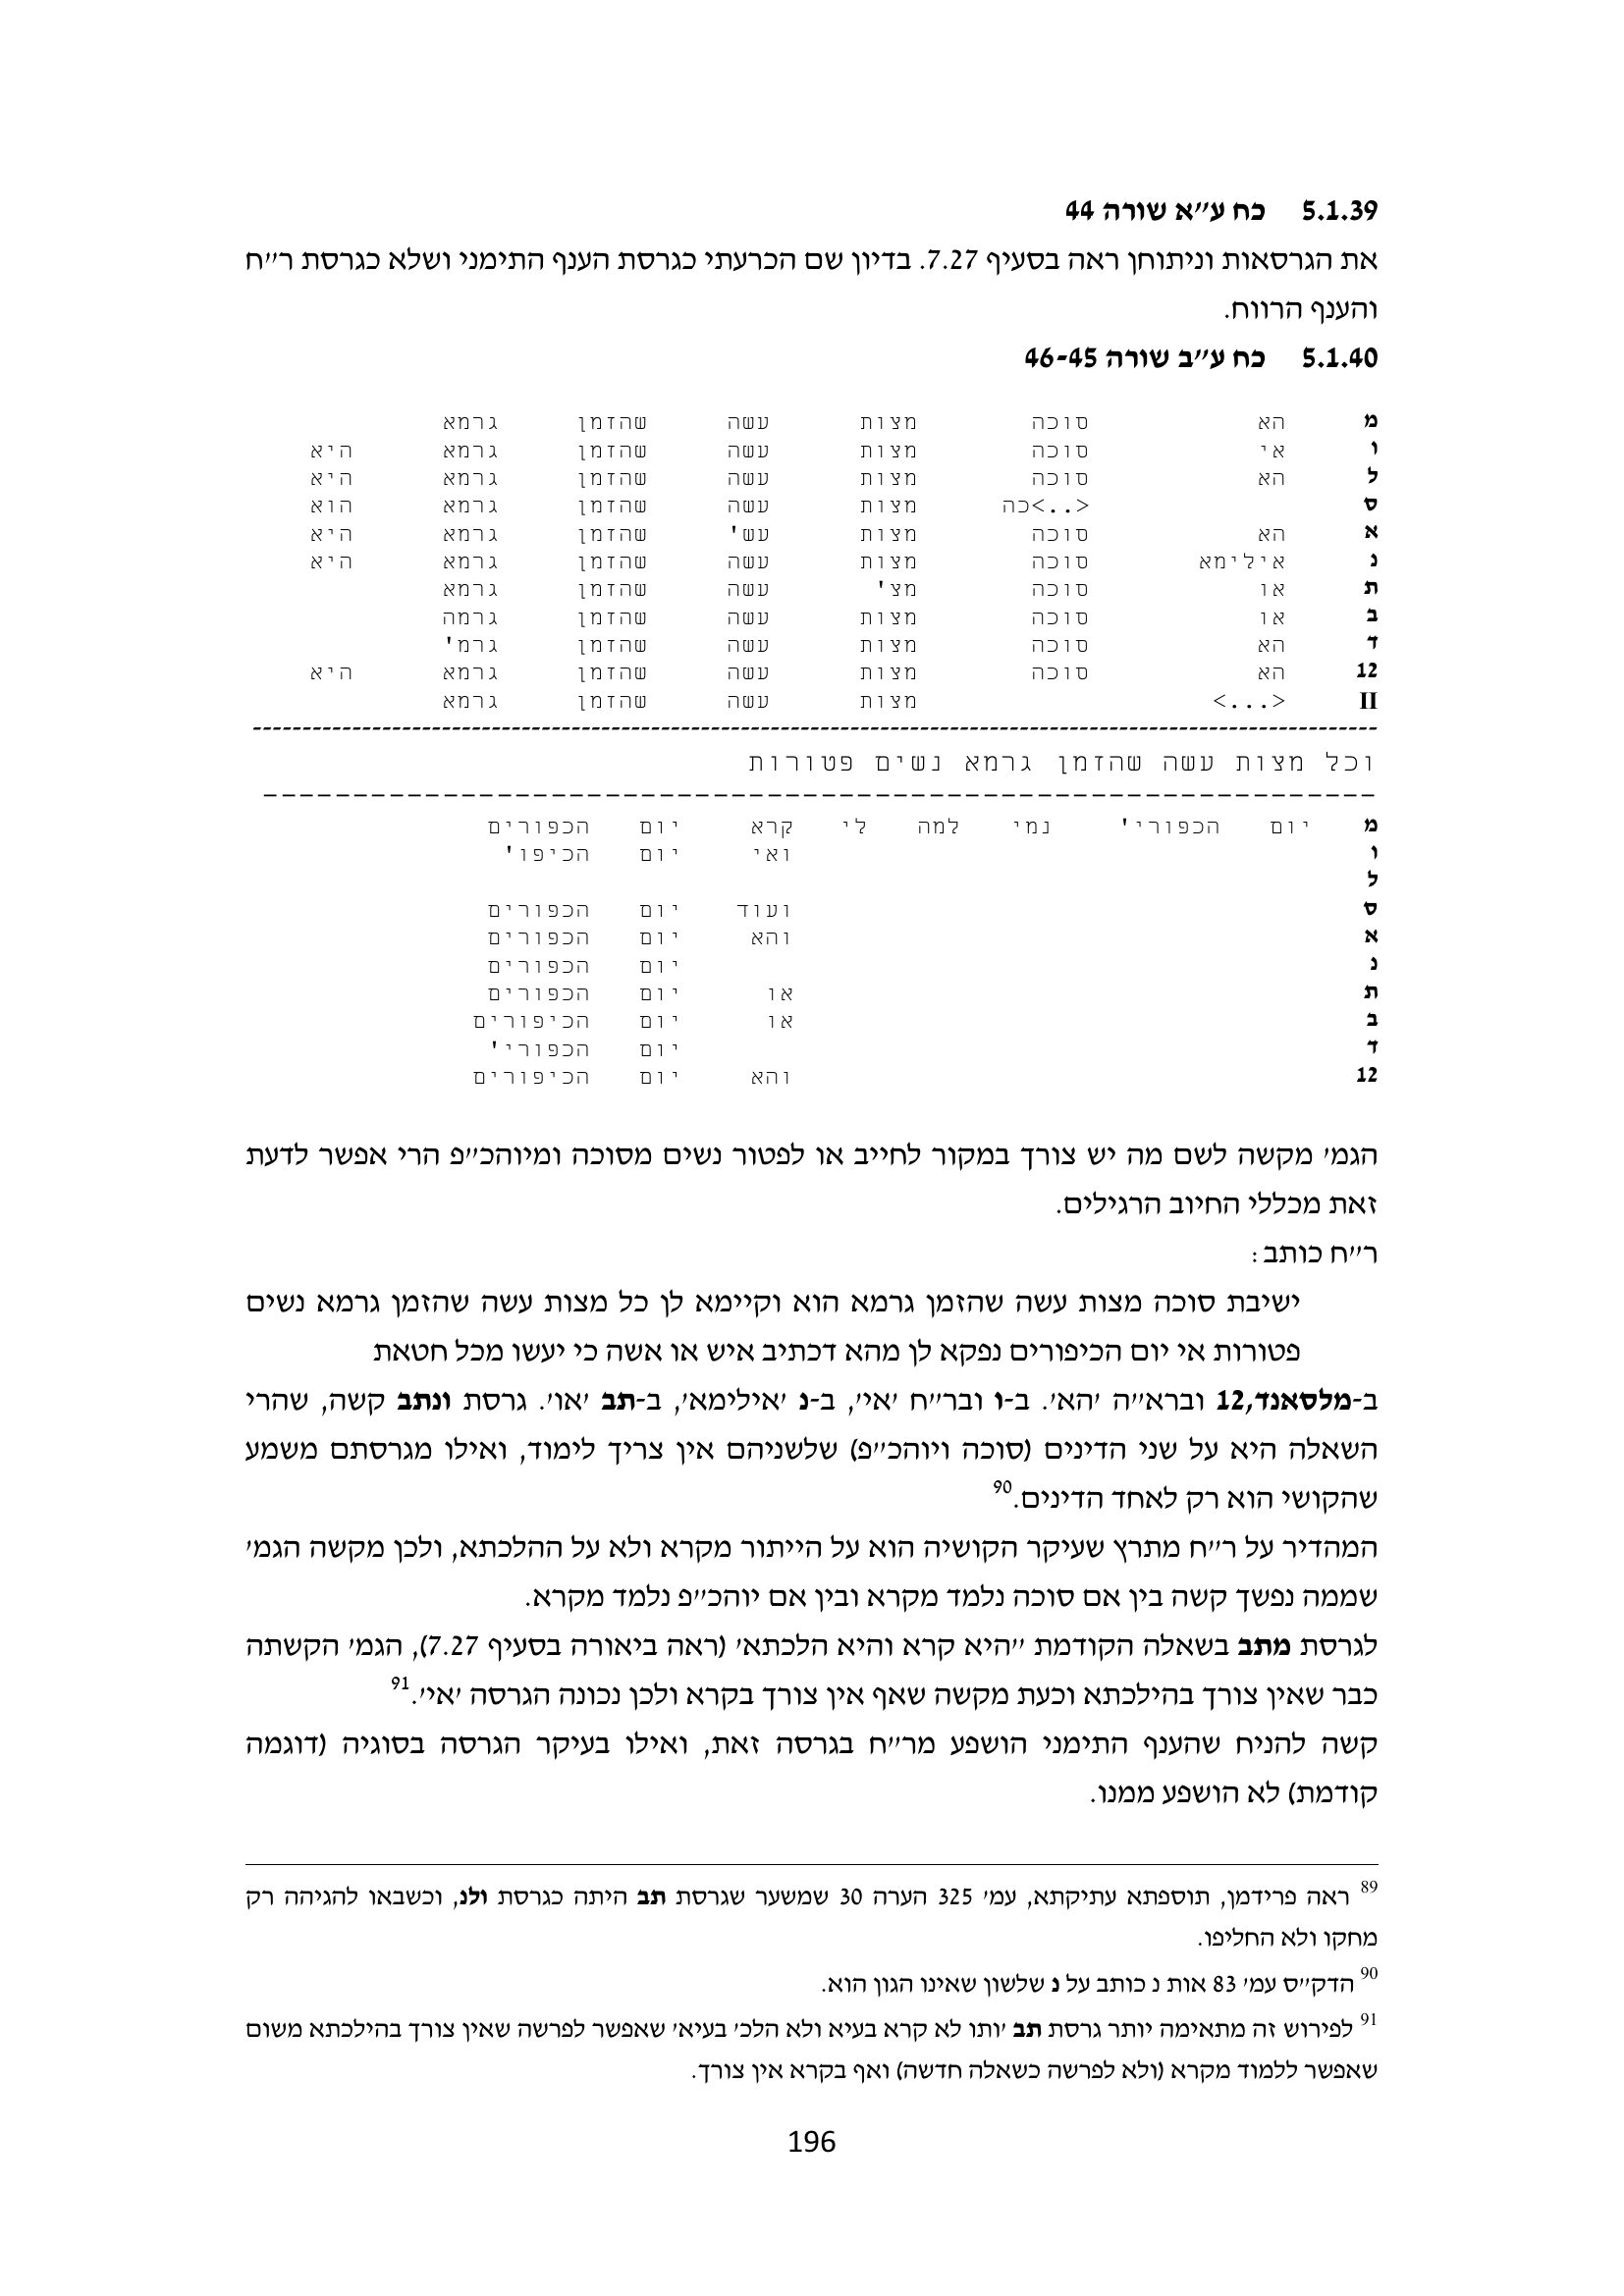 5.1.39 כח ע״א שורה 44
את הגרסאות וניתוחן ראה בסעיף 7.27. בדיון שם הכרעתי כגרסת הענף התימני ושלא כגרסת ר״ח
והענף הרווח.
5.1.40 כח ע״ב שורה 46-45
מ הא סוכה מצות עשה שהזמן גרמא
ו אי סוכה מצות עשה שהזמן גרמא היא
ל הא סוכה מצות עשה שהזמן גרמא היא
ס <..>כה מצות עשה שהזמן גרמא הוא
א הא סוכה מצות עש' שהזמן גרמא היא
נ אילימא סוכה מצות עשה שהזמן גרמא היא
ת או סוכה מצ' עשה שהזמן גרמא
ב או סוכה מצות עשה שהזמן גרמה
ד הא סוכה מצות עשה שהזמן גרמ'
12 הא סוכה מצות עשה שהזמן גרמא היא
II <...> מצות עשה שהזמן גרמא
וכל מצות עשה שהזמן גרמא נשים פטורות
מ יום הכפורי' נמי למה לי קרא יום הכפורים
ו ואי יום הכיפו'
ל
ס ועוד יום הכפורים
א והא יום הכפורים
נ יום הכפורים
ת או יום הכפורים
ב או יום הכיפורים
ד יום הכפורי'
12 והא יום הכיפורים
הגמ׳ מקשה לשם מה יש צורך במקור לחייב או לפטור נשים מסוכה ומיוהכ״פ הרי אפשר לדעת
זאת מכללי החיוב הרגילים.
ר״ח כותב:
ישיבת סוכה מצות עשה שהזמן גרמא הוא וקיימא לן כל מצות עשה שהזמן גרמא נשים
פטורות אי יום הכיפורים נפקא לן מהא דכתיב איש או אשה כי יעשו מכל חטאת
ב-מלסאנד,12 וברא״ה ׳הא׳. ב-ו ובר״ח ׳אי׳, ב-נ ׳אילימא׳, ב-תב ׳או׳. גרסת ונתב קשה, שהרי
השאלה היא על שני הדינים (סוכה ויוהכ״פ) שלשניהם אין צריך לימוד, ואילו מגרסתם משמע
שהקושי הוא רק לאחד הדינים.90
המהדיר על ר״ח מתרץ שעיקר הקושיה הוא על הייתור מקרא ולא על ההלכתא, ולכן מקשה הגמ׳
שממה נפשך קשה בין אם סוכה נלמד מקרא ובין אם יוהכ״פ נלמד מקרא.
לגרסת מתב בשאלה הקודמת ״היא קרא והיא הלכתא׳ (ראה ביאורה בסעיף 7.27), הגמ׳ הקשתה
כבר שאין צורך בהילכתא וכעת מקשה שאף אין צורך בקרא ולכן נכונה הגרסה ׳אי׳.91
קשה להניח שהענף התימני הושפע מר״ח בגרסה זאת, ואילו בעיקר הגרסה בסוגיה (דוגמה
קודמת) לא הושפע ממנו.
89 ראה פרידמן, תוספתא עתיקתא, עמ׳ 325 הערה 30 שמשער שגרסת תב היתה כגרסת ולנ, וכשבאו להגיהה רק
מחקו ולא החליפו.
90 הדק״ס עמ׳ 83 אות נ כותב על נ שלשון שאינו הגון הוא.
91 לפירוש זה מתאימה יותר גרסת תב ׳ותו לא קרא בעיא ולא הלכ׳ בעיא׳ שאפשר לפרשה שאין צורך בהילכתא משום
שאפשר ללמוד מקרא (ולא לפרשה כשאלה חדשה) ואף בקרא אין צורך.
196